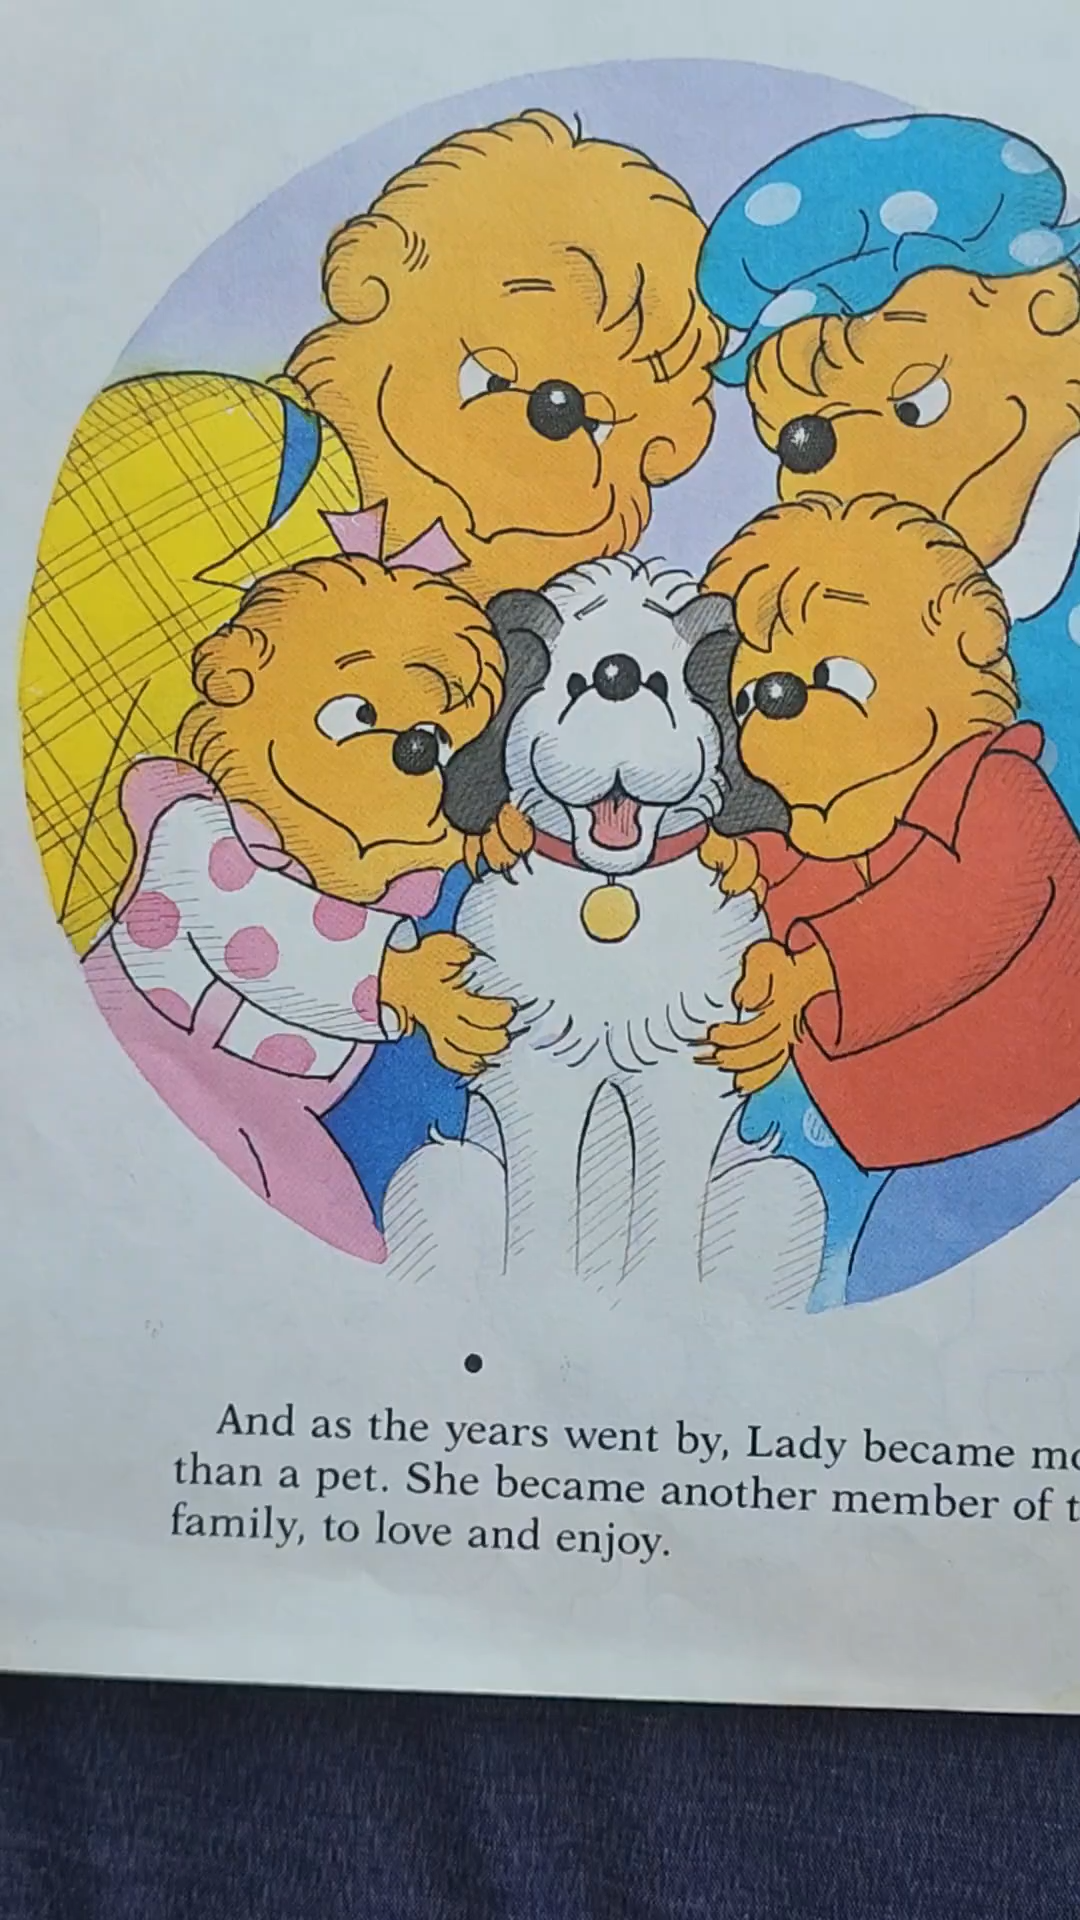 And as the years went by, Lady became
than a pet. She became another member of
family, to love and enjoy.